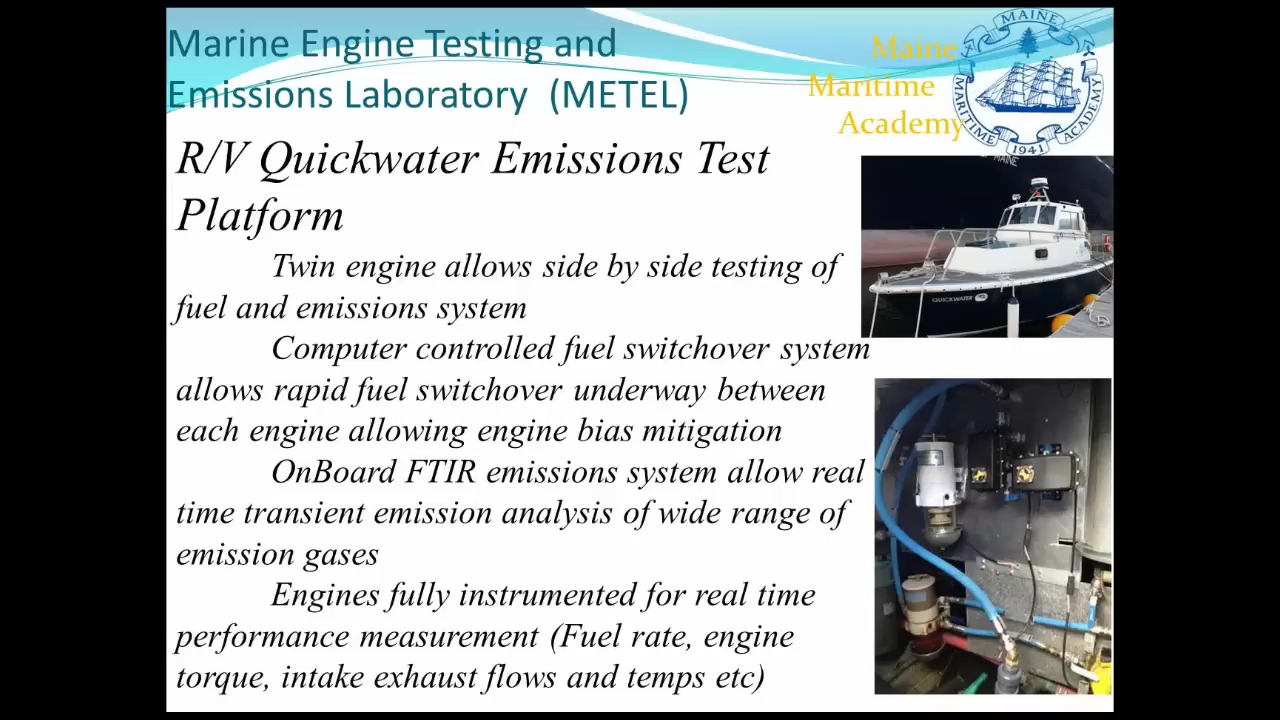 Marine Engine Testing and
Emissions Laboratory (METEL)
Maine
Maritime
Academy
MAINE
MARITIME
ACADEMY
1941
R/V Quickwater Emissions Test
Platform
Twin engine allows side by side testing of
fuel and emissions system
Computer controlled fuel switchover system
allows rapid fuel switchover underway between
each engine allowing engine bias mitigation
OnBoard FTIR emissions system allow real
time transient emission analysis of wide range of
emission gases
Engines fully instrumented for real time
performance measurement (Fuel rate, engine
torque, intake exhaust flows and temps etc)
MAINE
QUICKWATER